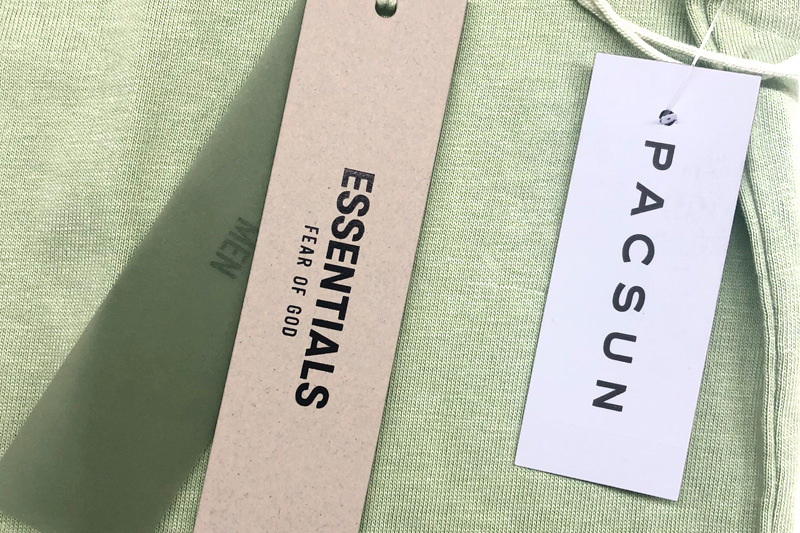 MEN
ESSENTIALS
FEAR OF GOD
PACSUN